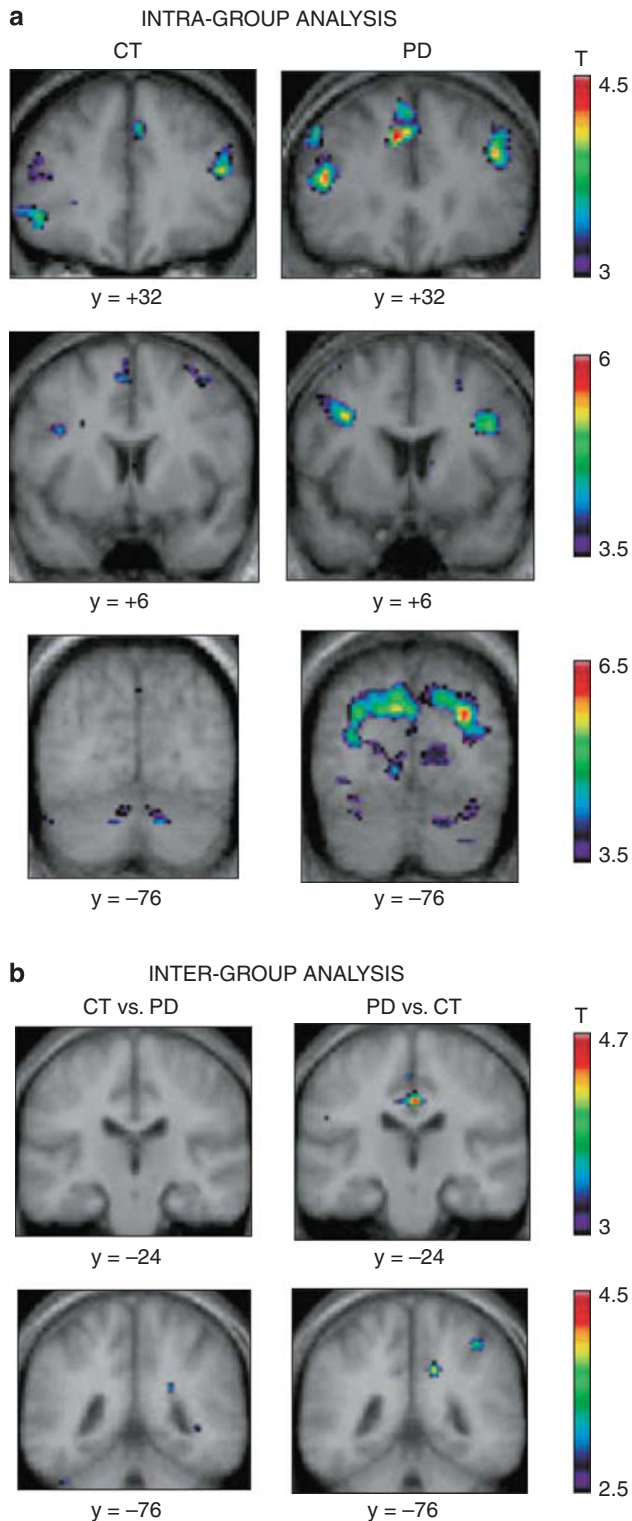 a INTRA-GROUP ANALYSIS
CT PD T
4.5
3
y = +32 y = +32
6
3.5
y = +6 y = +6
6.5
3.5
y = –76 y = –76
b INTER-GROUP ANALYSIS
CT vs. PD PD vs. CT T
4.7
3
y = –24 y = –24
4.5
2.5
y = –76 y = –76